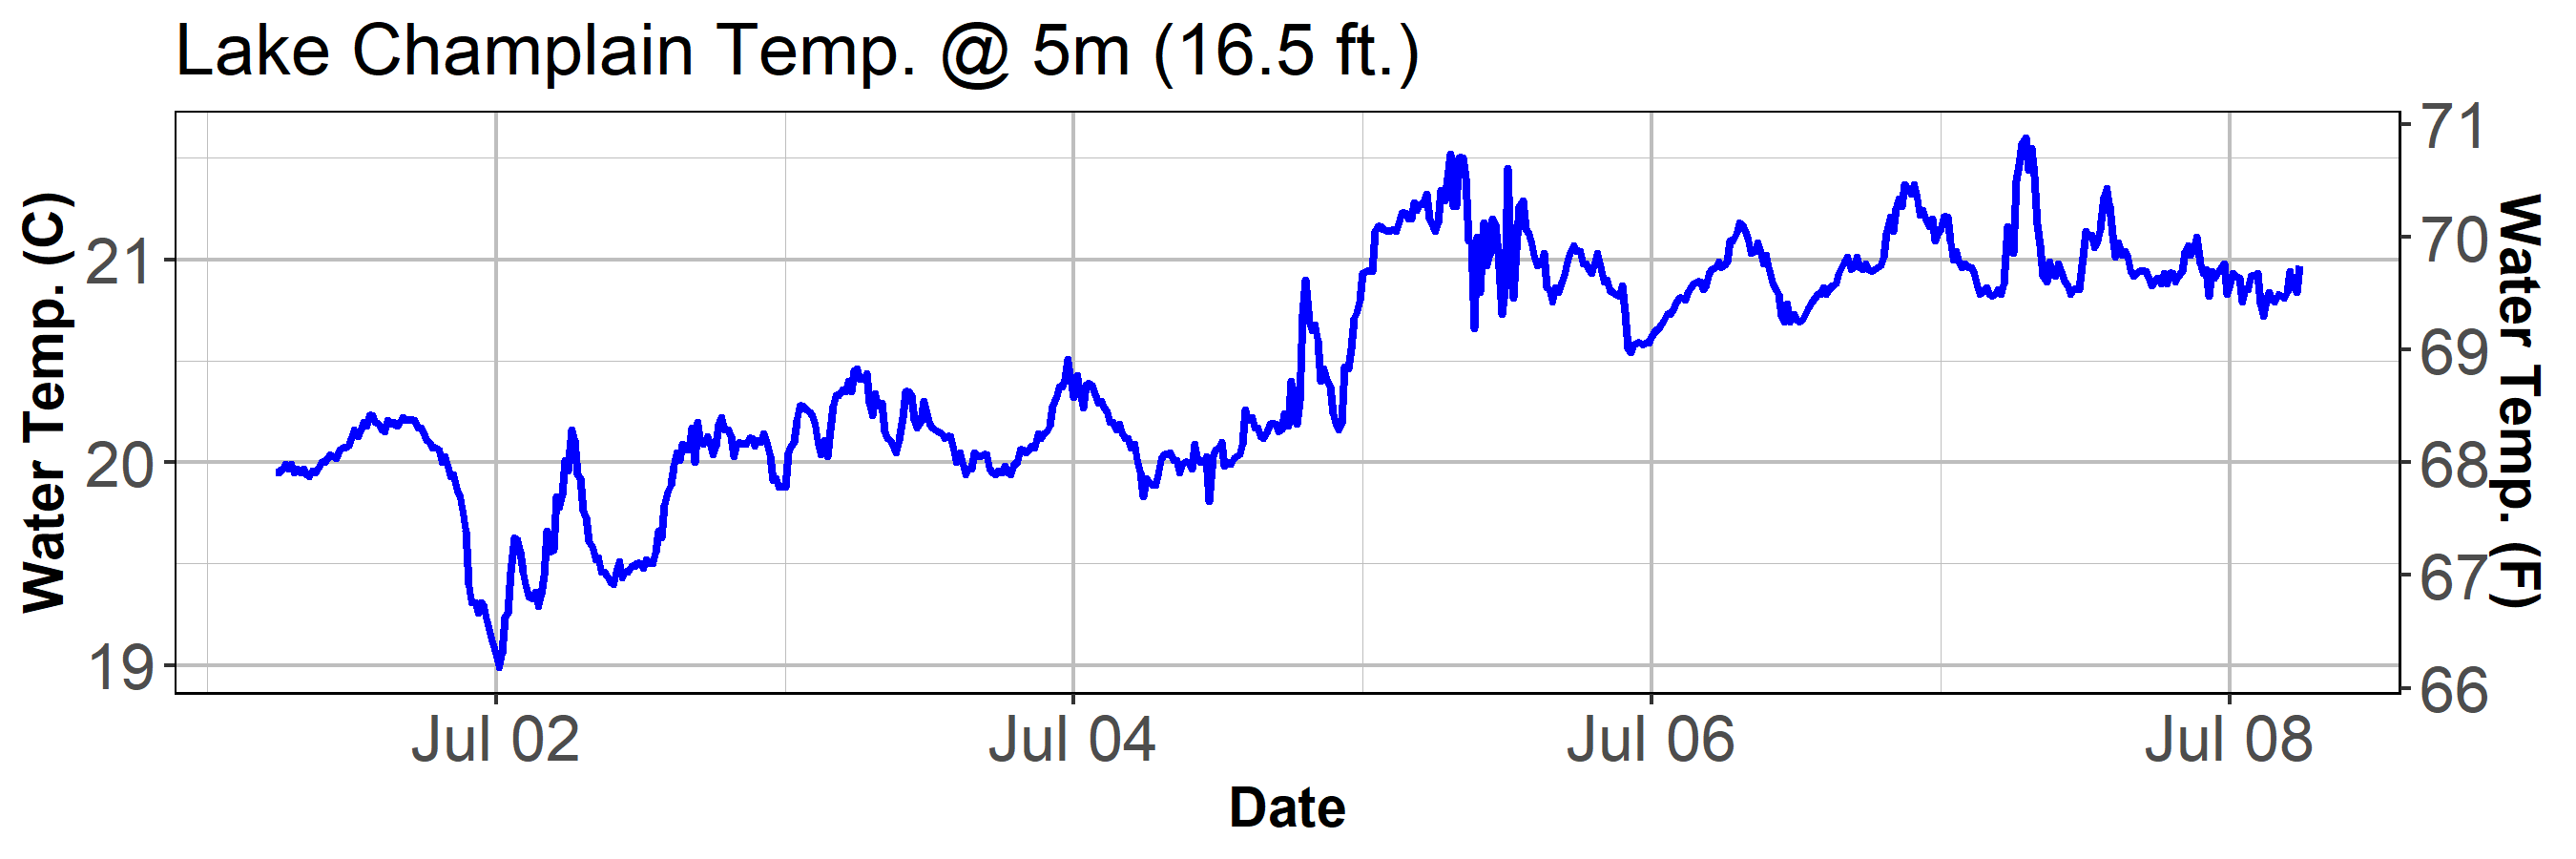 Lake Champlain Temp. @ 5m (16.5 ft.)
Water Temp. (C)
21
20
19
71
70
69
68
67
66
Water Temp. (F)
Jul 02 Jul 04 Jul 06 Jul 08
Date